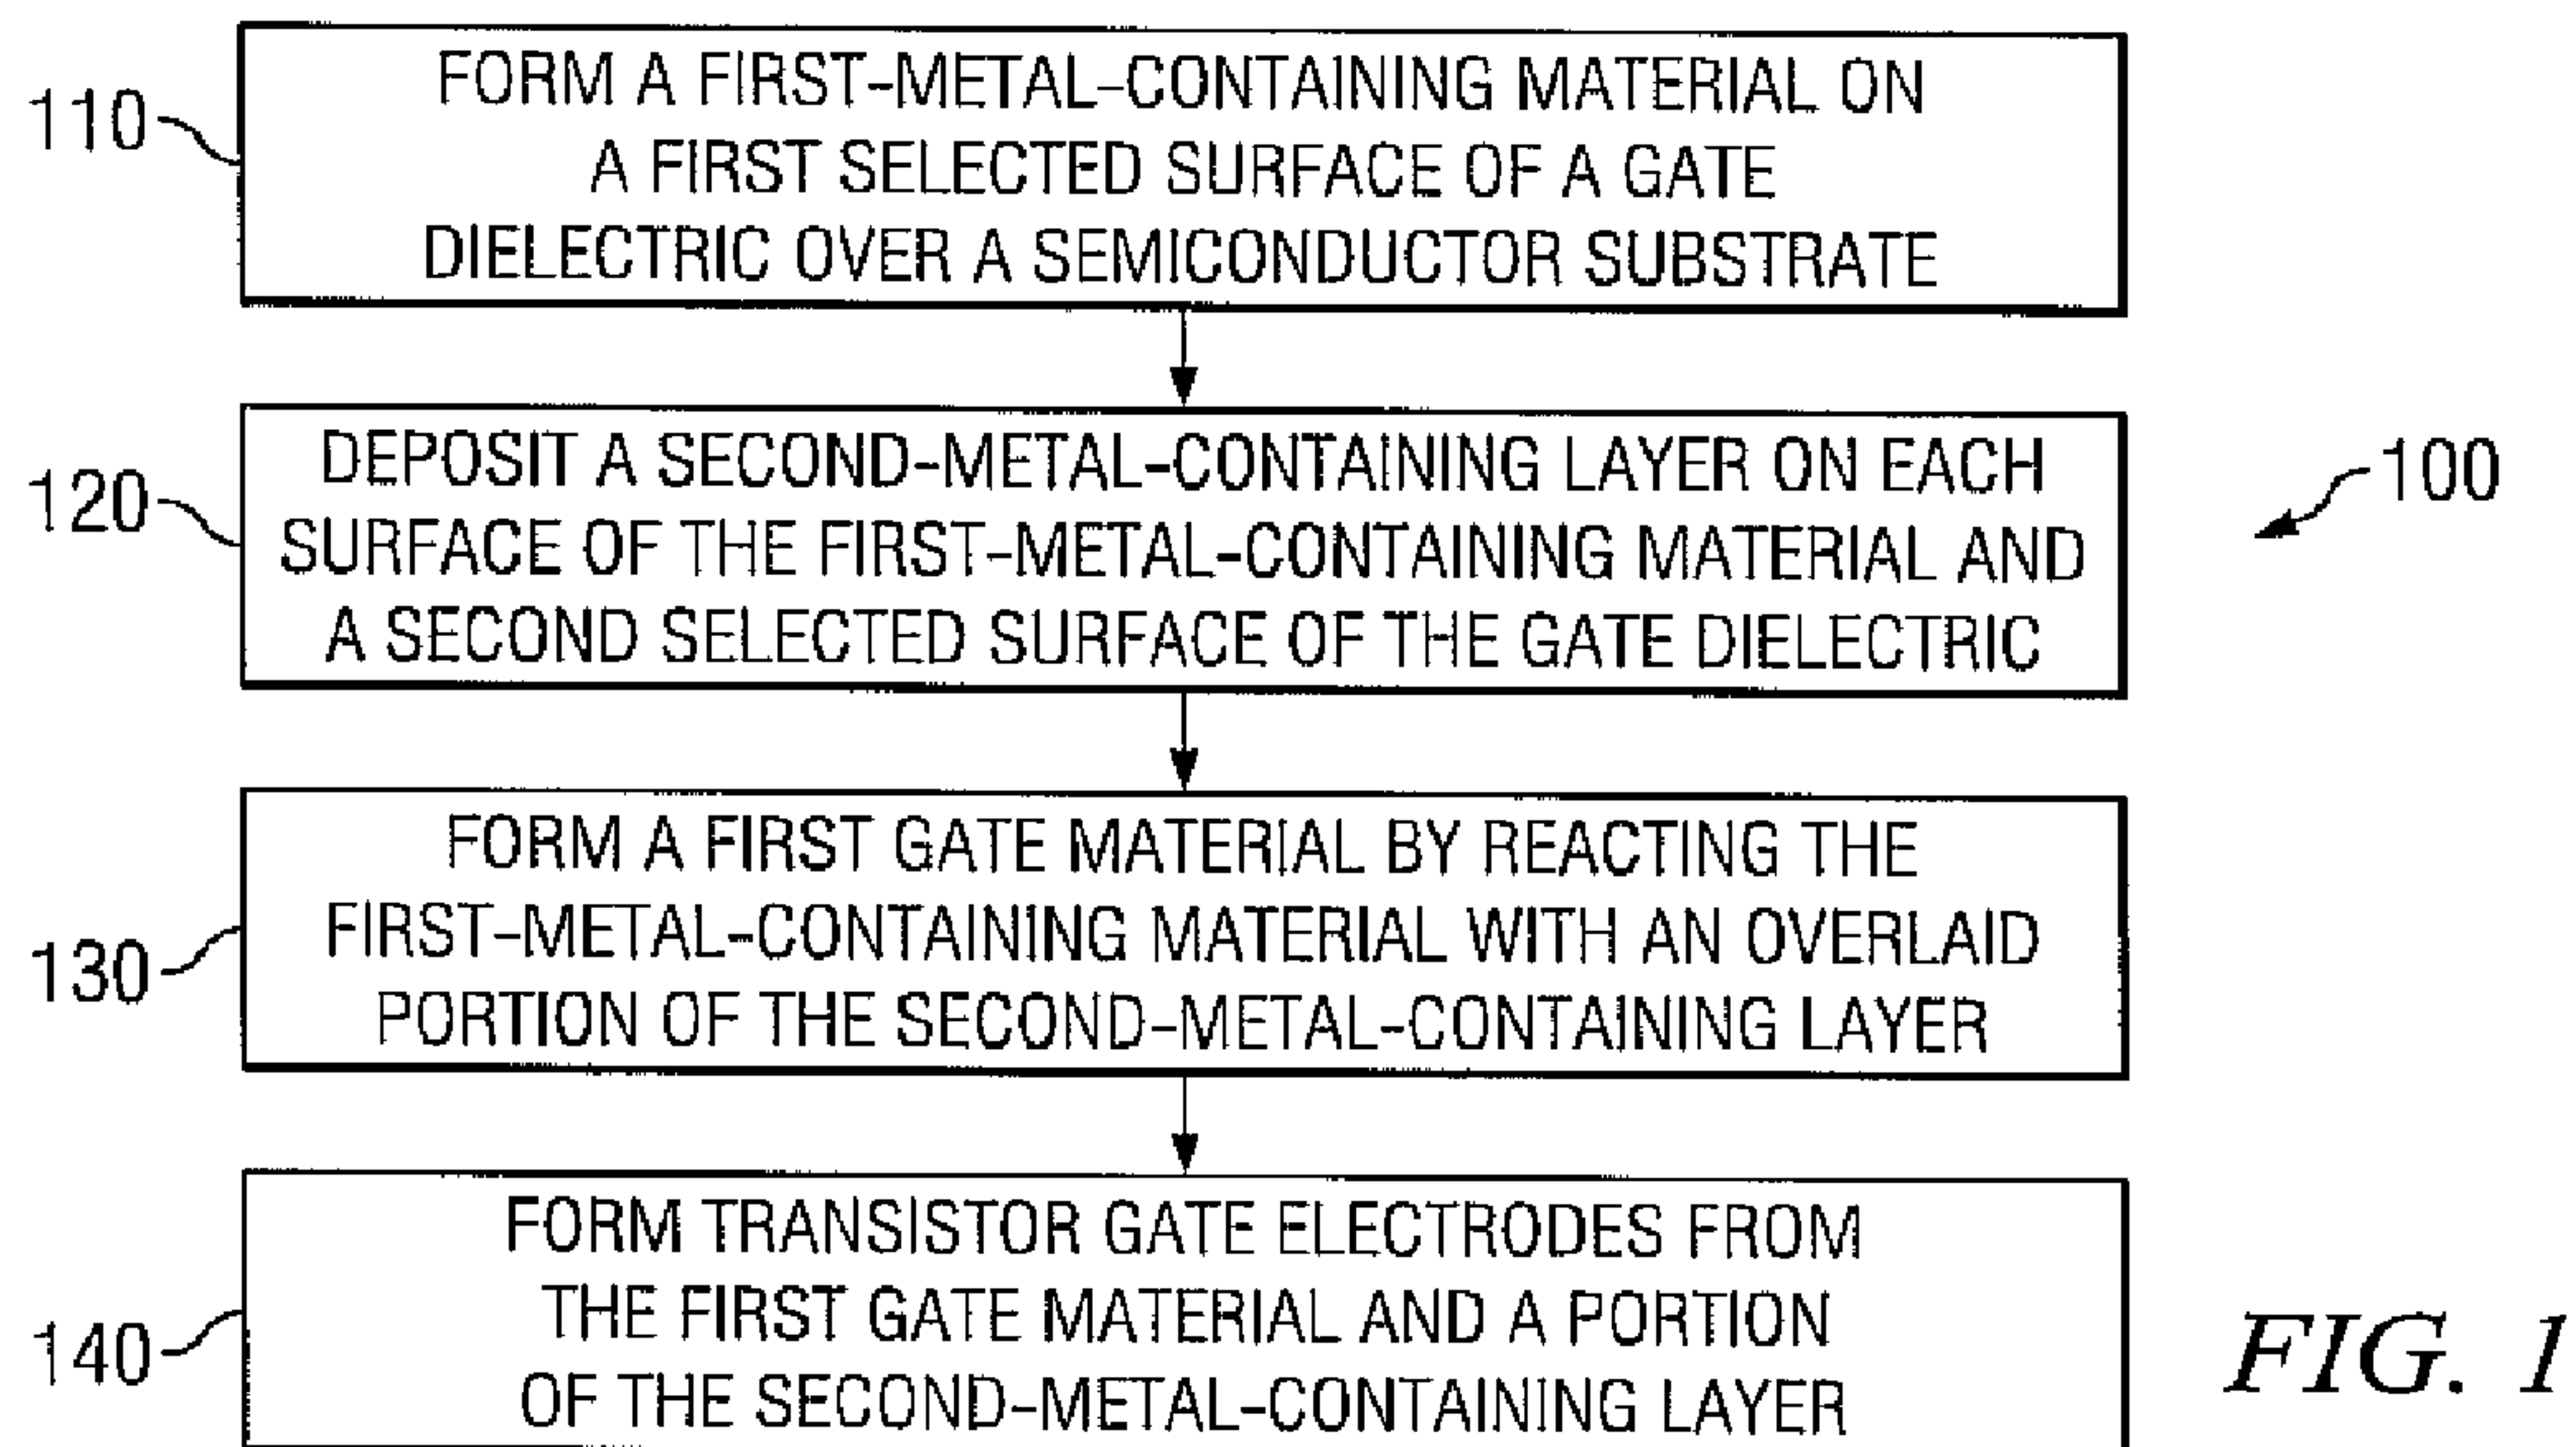 110
FORM A FIRST-METAL-CONTAINING MATERIAL ON
A FIRST SELECTED SURFACE OF A GATE
DIELECTRIC OVER A SEMICONDUCTOR SUBSTRATE
120
DEPOSIT A SECOND-METAL-CONTAINING LAYER ON EACH
SURFACE OF THE FIRST-METAL-CONTAINING MATERIAL AND
A SECOND SELECTED SURFACE OF THE GATE DIELECTRIC
100
130
FORM A FIRST GATE MATERIAL BY REACTING THE
FIRST-METAL-CONTAINING MATERIAL WITH AN OVERLAID
PORTION OF THE SECOND-METAL-CONTAINING LAYER
140
FORM TRANSISTOR GATE ELECTRODES FROM
THE FIRST GATE MATERIAL AND A PORTION
OF THE SECOND-METAL-CONTAINING LAYER
FIG. 1